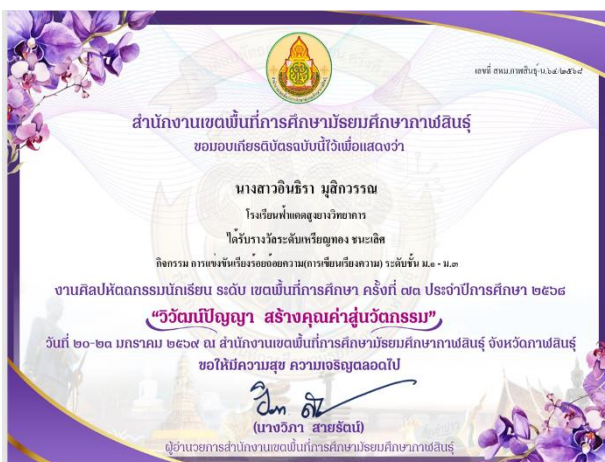 เลขที่ สพม.กาฬสินธุ์-น.๖๔/๒๕๖๙
สำนักงานเขตพื้นที่การศึกษามัธยมศึกษากาฬสินธุ์
ขอมอบเกียรติบัตรฉบับนี้ไว้เพื่อแสดงว่า
นางสาวอินธิรา มุสิกวรรณ
โรงเรียนฟ้าแดดสูงยางวิทยาคาร
ได้รับรางวัลระดับเหรียญทอง ชนะเลิศ
กิจกรรม การแข่งขันเรียงร้อยถ้อยความ(การเขียนเรียงความ) ระดับชั้น ม.๑ - ม.๓
งานศิลปหัตถกรรมนักเรียน ระดับ เขตพื้นที่การศึกษา ครั้งที่ ๗๓ ประจำปีการศึกษา ๒๕๖๘
“วิวัฒน์ปัญญา สร้างคุณค่าสู่นวัตกรรม”
วันที่ ๒๐-๒๑ มกราคม ๒๕๖๙ ณ สำนักงานเขตพื้นที่การศึกษามัธยมศึกษากาฬสินธุ์ จังหวัดกาฬสินธุ์
ขอให้มีความสุข ความเจริญตลอดไป
(นางวิภา สายรัตน์)
ผู้อำนวยการสำนักงานเขตพื้นที่การศึกษามัธยมศึกษากาฬสินธุ์